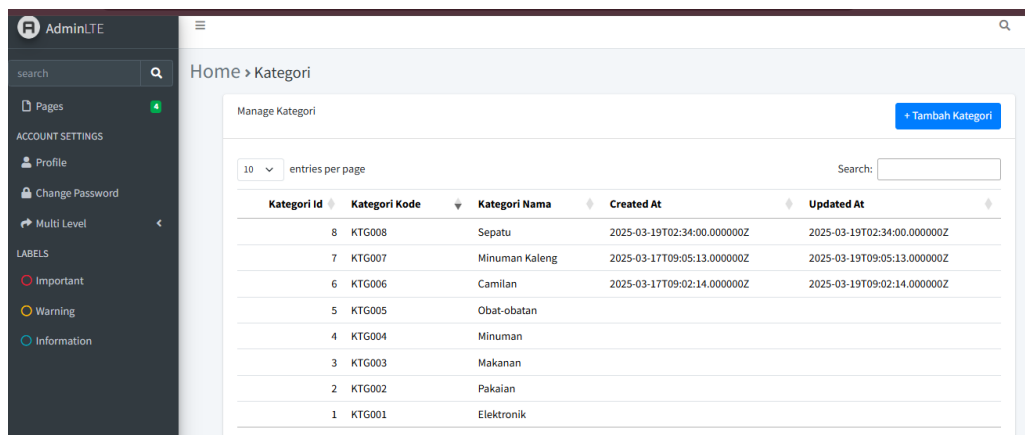 AdminLTE
search
Pages 4
ACCOUNT SETTINGS
Profile
Change Password
Multi Level
LABELS
Important
Warning
Information
Home › Kategori
Manage Kategori
+ Tambah Kategori
10 entries per page
Search:
Kategori Id Kategori Kode Kategori Nama Created At Updated At
8 KTG008 Sepatu 2025-03-19T02:34:00.000000Z 2025-03-19T02:34:00.000000Z
7 KTG007 Minuman Kaleng 2025-03-17T09:05:13.000000Z 2025-03-19T09:05:13.000000Z
6 KTG006 Camilan 2025-03-17T09:02:14.000000Z 2025-03-19T09:02:14.000000Z
5 KTG005 Obat-obatan
4 KTG004 Minuman
3 KTG003 Makanan
2 KTG002 Pakaian
1 KTG001 Elektronik